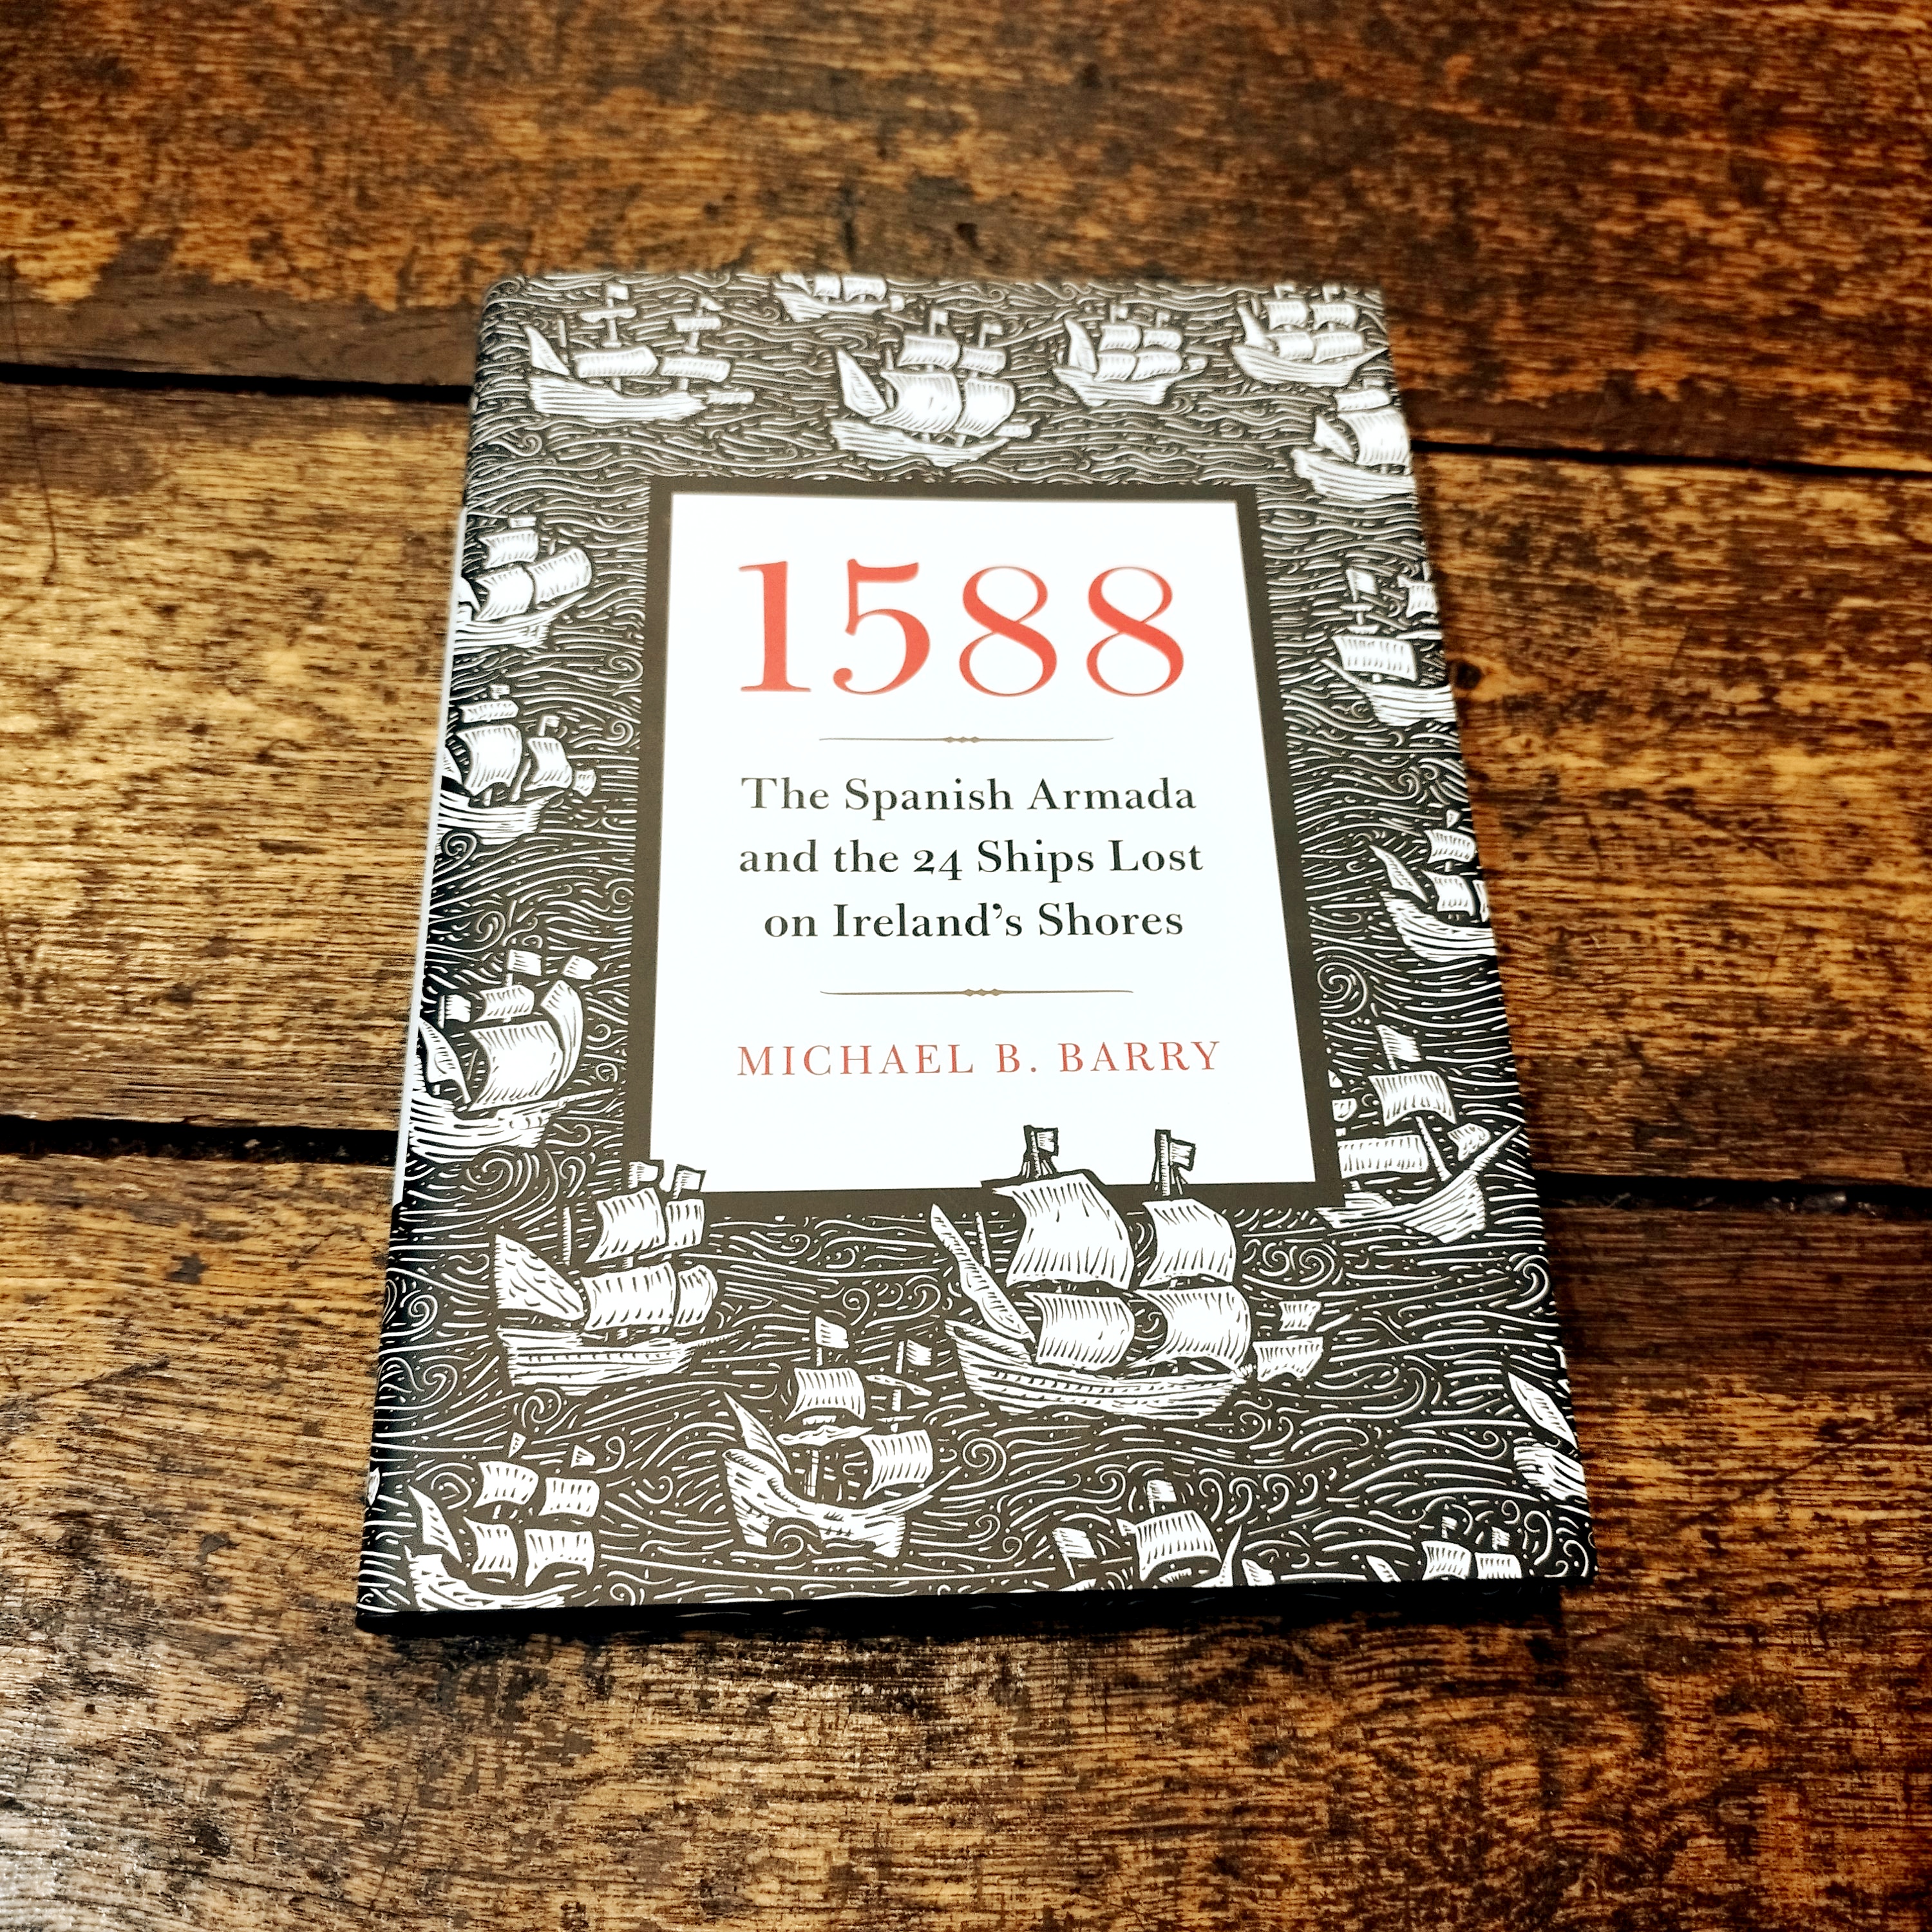 1588
The Spanish Armada
and the 24 Ships Lost
on Ireland's Shores
MICHAEL B. BARRY